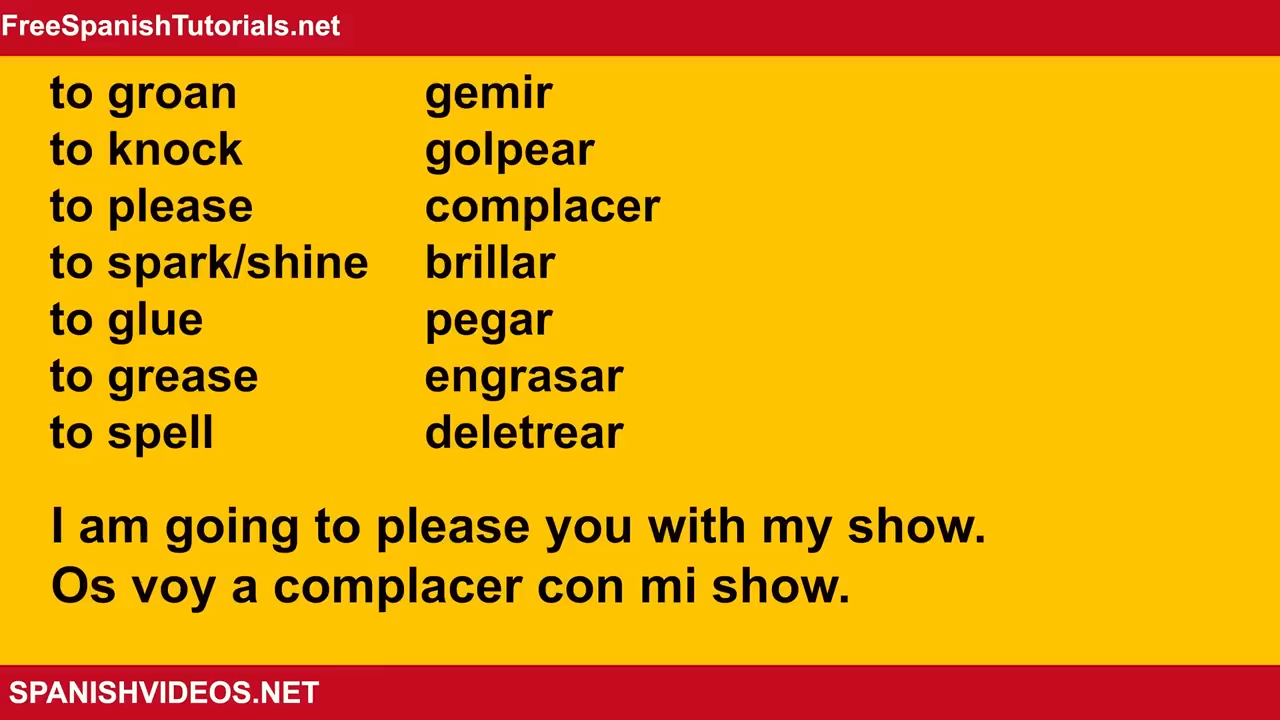 FreeSpanishTutorials.net
to groan gemir
to knock golpear
to please complacer
to spark/shine brillar
to glue pegar
to grease engrasar
to spell deletrear
I am going to please you with my show.
Os voy a complacer con mi show.
SPANISHVIDEOS.NET